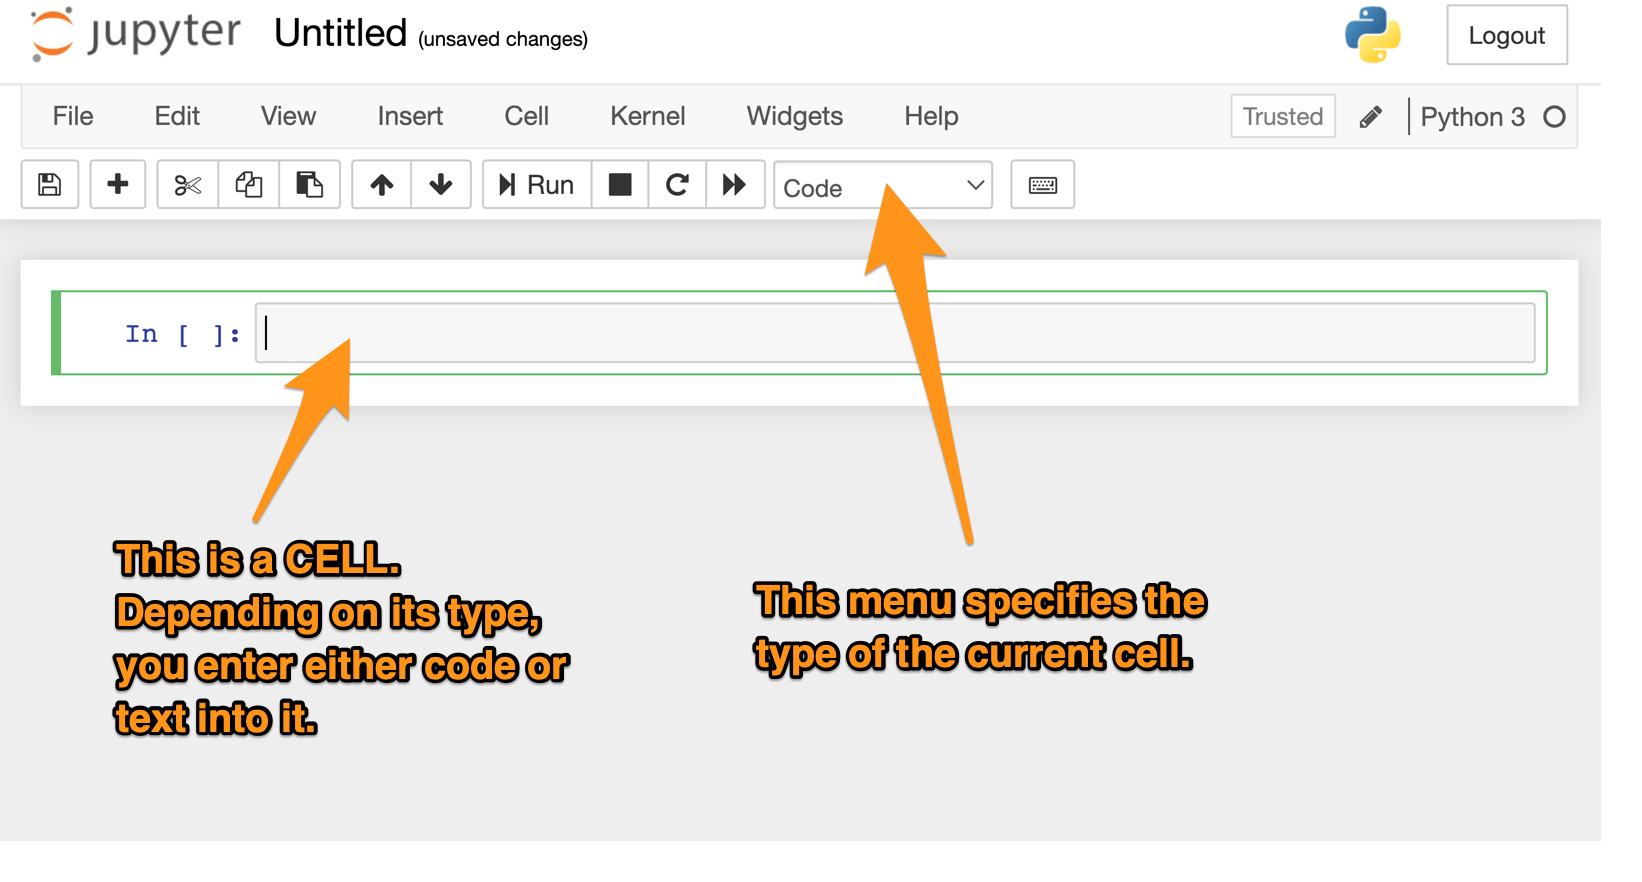 jupyter Untitled (unsaved changes)
Logout
File Edit View Insert Cell Kernel Widgets Help Trusted Python 3
Run Code
In [ ]:
This is a CELL.
Depending on its type,
you enter either code or
text into it.
This menu specifies the
type of the current cell.